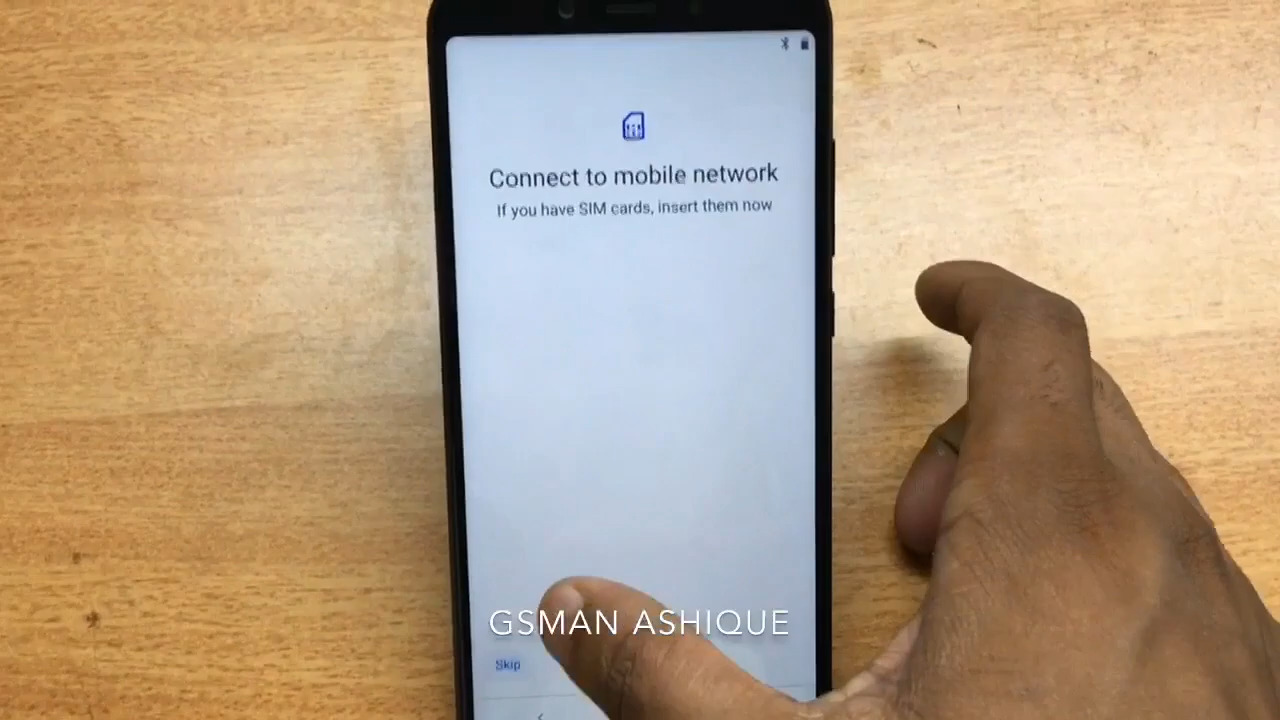 Connect to mobile network
If you have SIM cards, insert them now
GSMAN ASHIQUE
Skip